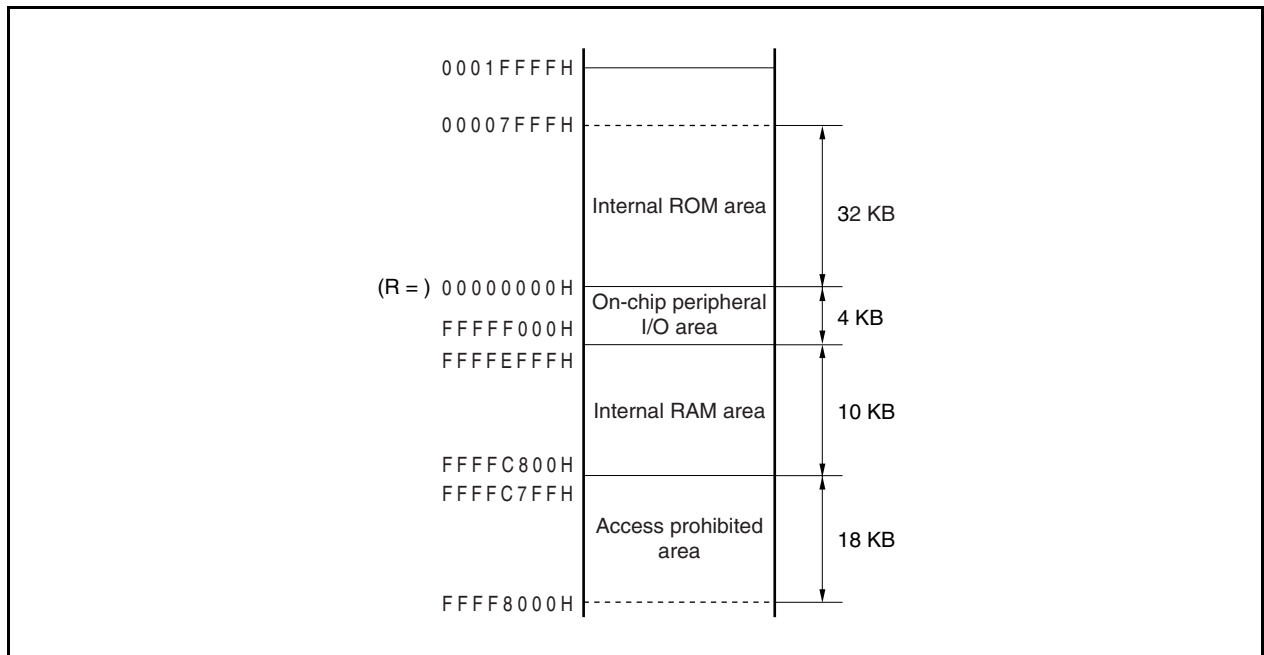 0001FFFFH
00007FFFH
Internal ROM area
32 KB
(R = ) 00000000H
On-chip peripheral
I/O area
4 KB
FFFFF000H
FFFFEFFFH
Internal RAM area
10 KB
FFFFC800H
FFFFC7FFH
Access prohibited
area
18 KB
FFFF8000H